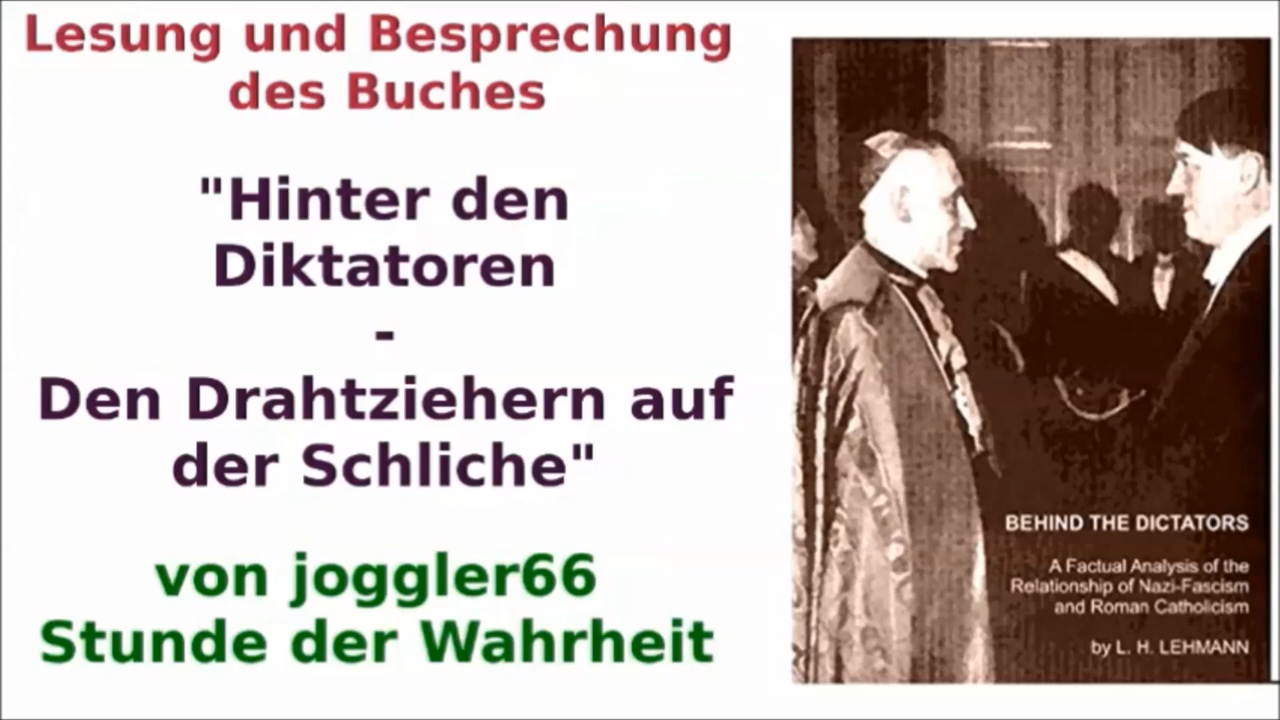 Lesung und Besprechung
des Buches
"Hinter den
Diktatoren
-
Den Drahtziehern auf
der Schliche"
von joggler66
Stunde der Wahrheit
BEHIND THE DICTATORS
A Factual Analysis of the
Relationship of Nazi-Fascism
and Roman Catholicism
by L. H. LEHMANN